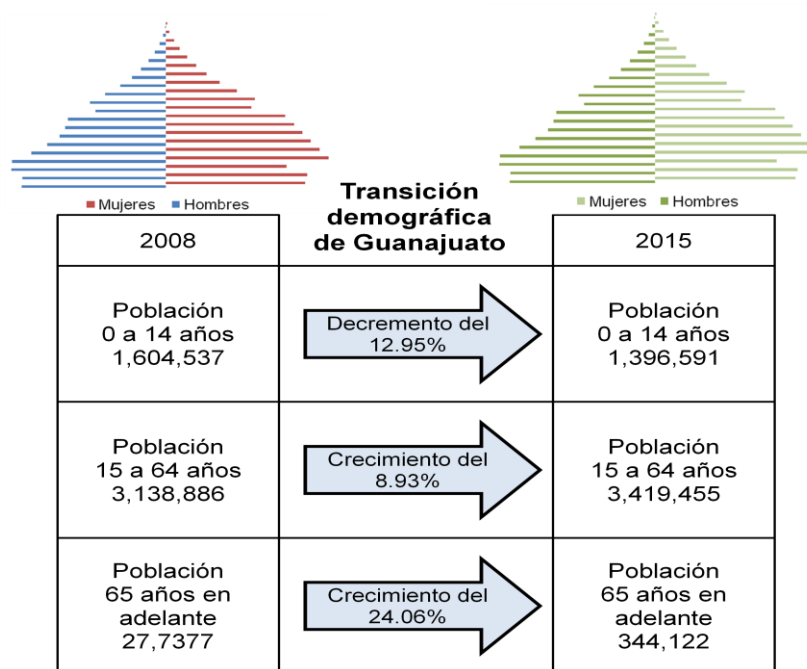 Mujeres Hombres
Mujeres Hombres
Transición
demográfica
de Guanajuato
2008
2015
Población
0 a 14 años
1,604,537
Decremento del
12.95%
Población
0 a 14 años
1,396,591
Población
15 a 64 años
3,138,886
Crecimiento del
8.93%
Población
15 a 64 años
3,419,455
Población
65 años en
adelante
27,7377
Crecimiento del
24.06%
Población
65 años en
adelante
344,122